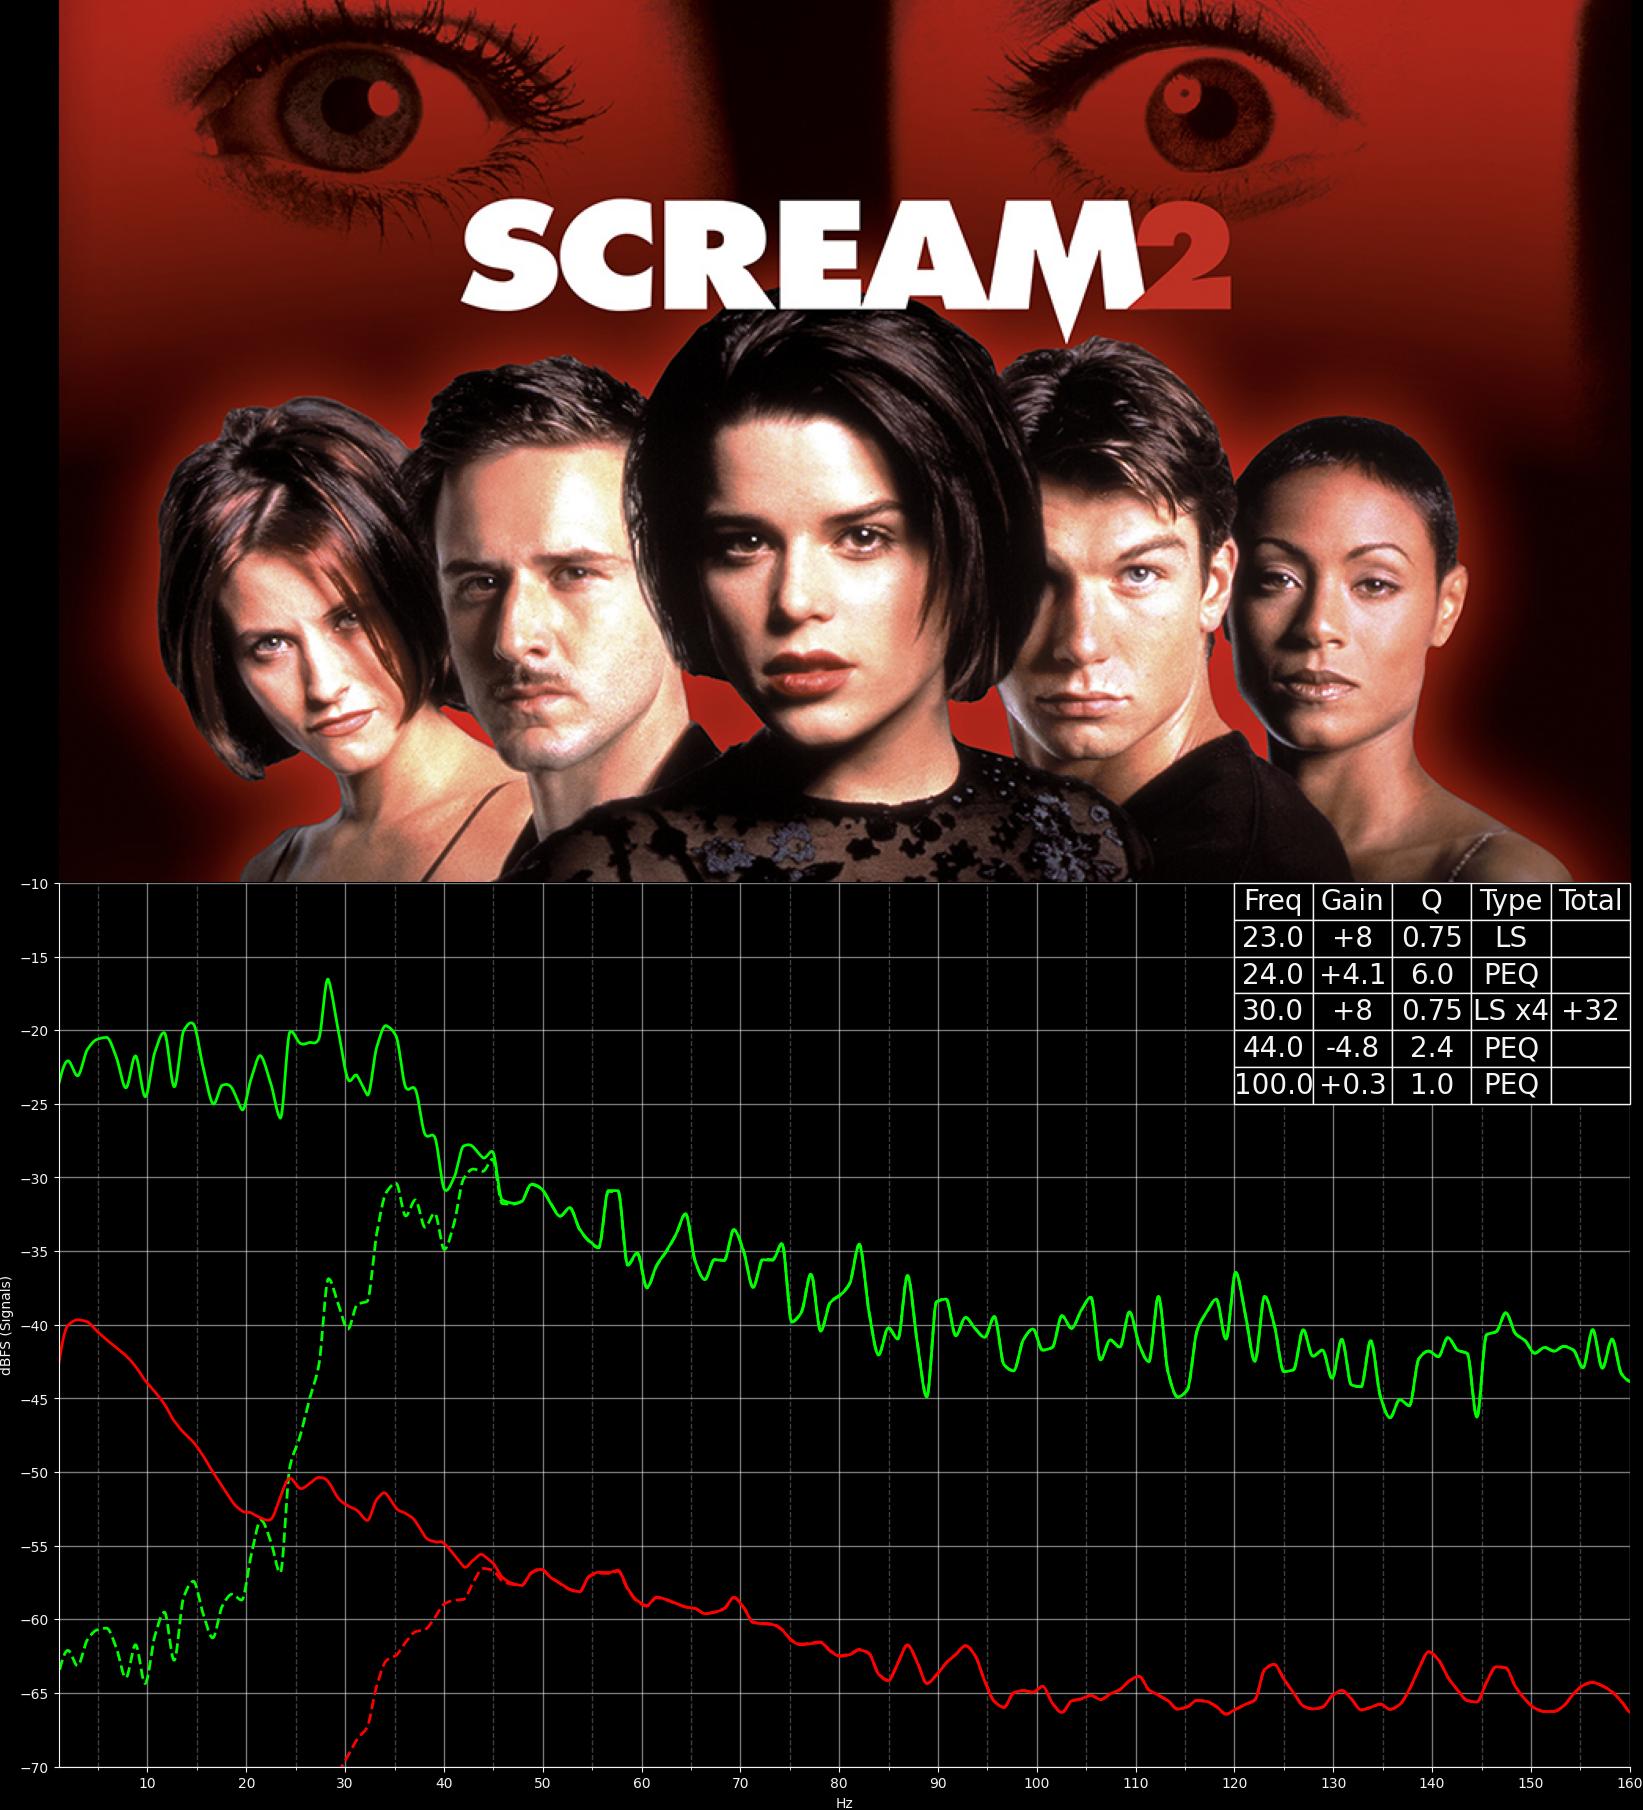 SCREAM2
Freq Gain Q Type Total
23.0 +8 0.75 LS
24.0 +4.1 6.0 PEQ
30.0 +8 0.75 LS x4 +32
44.0 -4.8 2.4 PEQ
100.0 +0.3 1.0 PEQ
−10
−15
−20
−25
−30
−35
−40
−45
−50
−55
−60
−65
−70
dBFS (Signals)
10 20 30 40 50 60 70 80 90 100 110 120 130 140 150 160
Hz